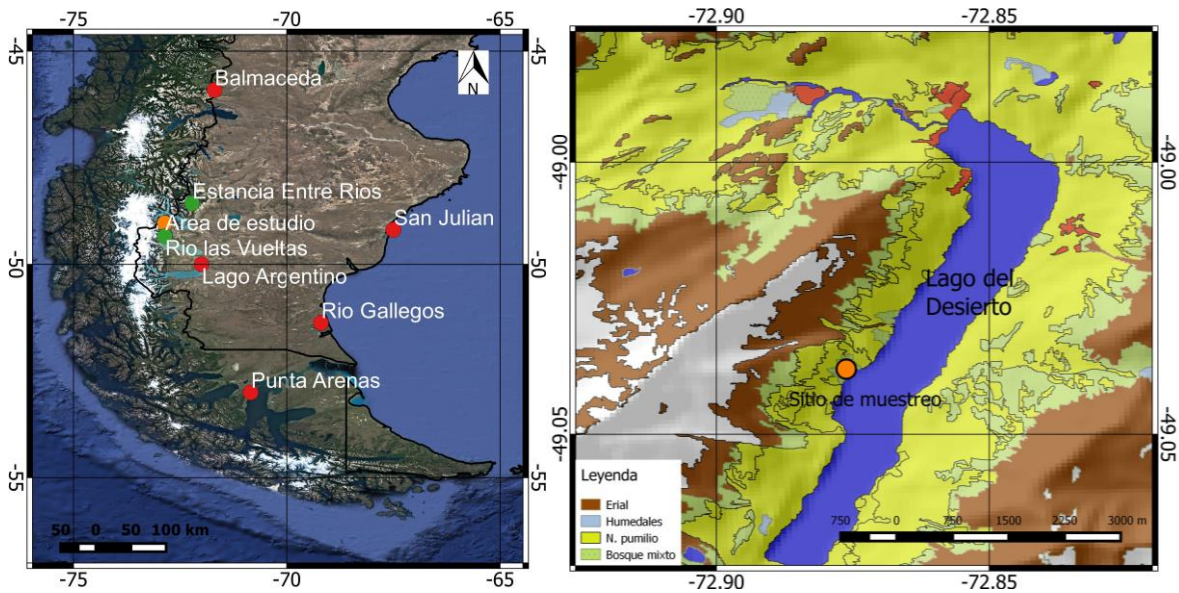 -75
-70
-65
-45
N
Balmaceda
Estancia Entre Rios
Area de estudio
San Julian
Rio las Vueltas
-50
-50
Lago Argentino
Rio Gallegos
Punta Arenas
-55
-55
50 0 50 100 km
-75
-70
-65
-72.90
-72.85
-49.00
-49.00
Lago del
Desierto
Sitio de muestreo
-49.05
-49.05
Leyenda
Erial
Humedales
N. pumilio
Bosque mixto
750 0 750 1500 2250 3000 m
-72.90
-72.85